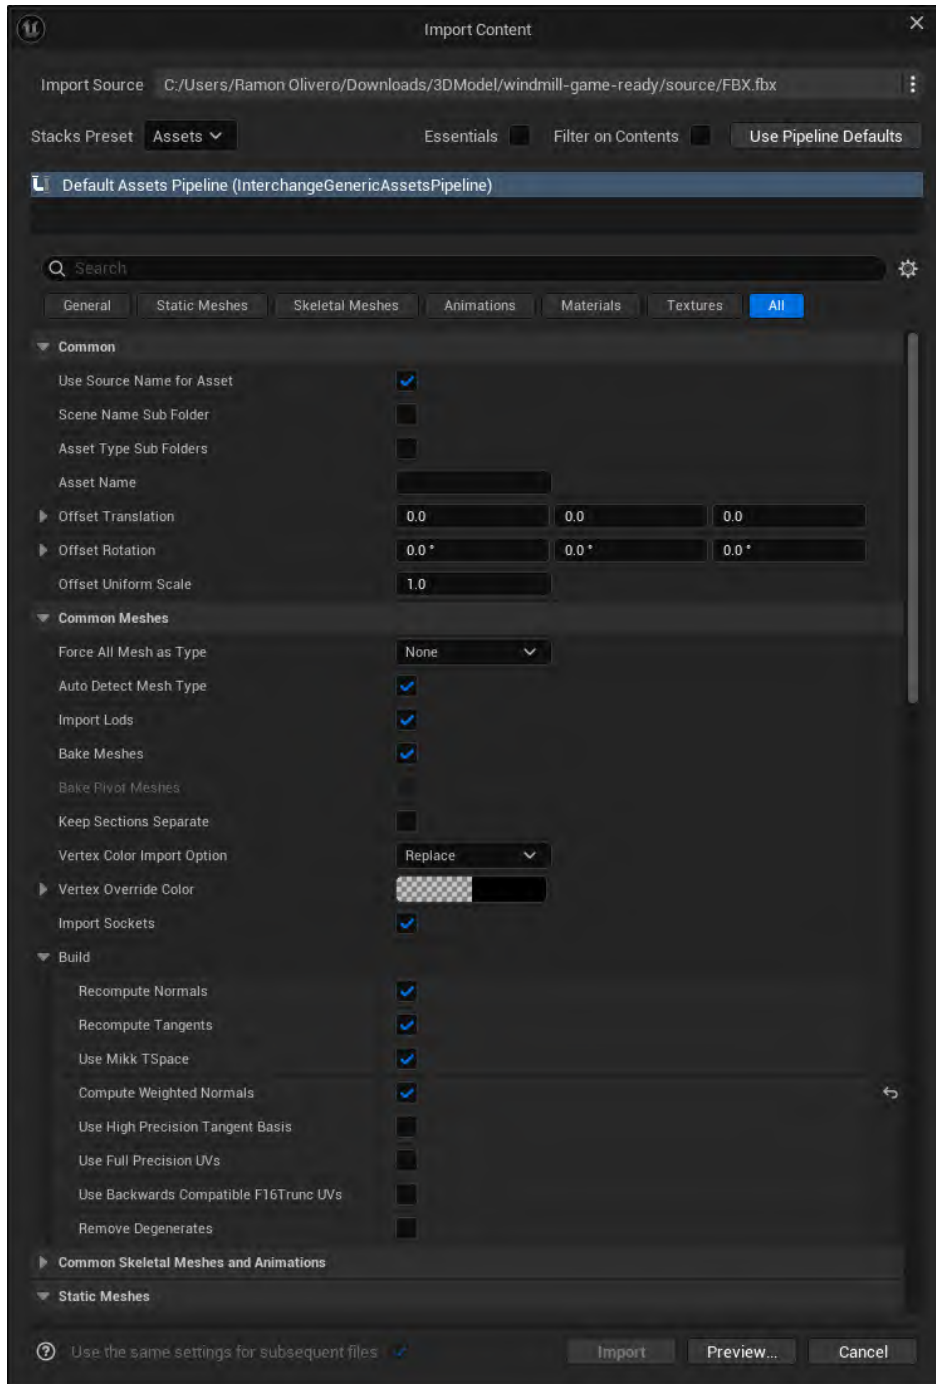 Import Content
Import Source C:/Users/Ramon Olivero/Downloads/3DModel/windmill-game-ready/source/FBX.fbx
Stacks Preset Assets Essentials Filter on Contents Use Pipeline Defaults
Default Assets Pipeline (InterchangeGenericAssetsPipeline)
Search
General Static Meshes Skeletal Meshes Animations Materials Textures All
Common
Use Source Name for Asset
Scene Name Sub Folder
Asset Type Sub Folders
Asset Name
Offset Translation 0.0 0.0 0.0
Offset Rotation 0.0 ° 0.0 ° 0.0 °
Offset Uniform Scale 1.0
Common Meshes
Force All Mesh as Type None
Auto Detect Mesh Type
Import Lods
Bake Meshes
Bake Pivot Meshes
Keep Sections Separate
Vertex Color Import Option Replace
Vertex Override Color
Import Sockets
Build
Recompute Normals
Recompute Tangents
Use Mikk TSpace
Compute Weighted Normals
Use High Precision Tangent Basis
Use Full Precision UVs
Use Backwards Compatible F16Trunc UVs
Remove Degenerates
Common Skeletal Meshes and Animations
Static Meshes
Use the same settings for subsequent files Import Preview... Cancel